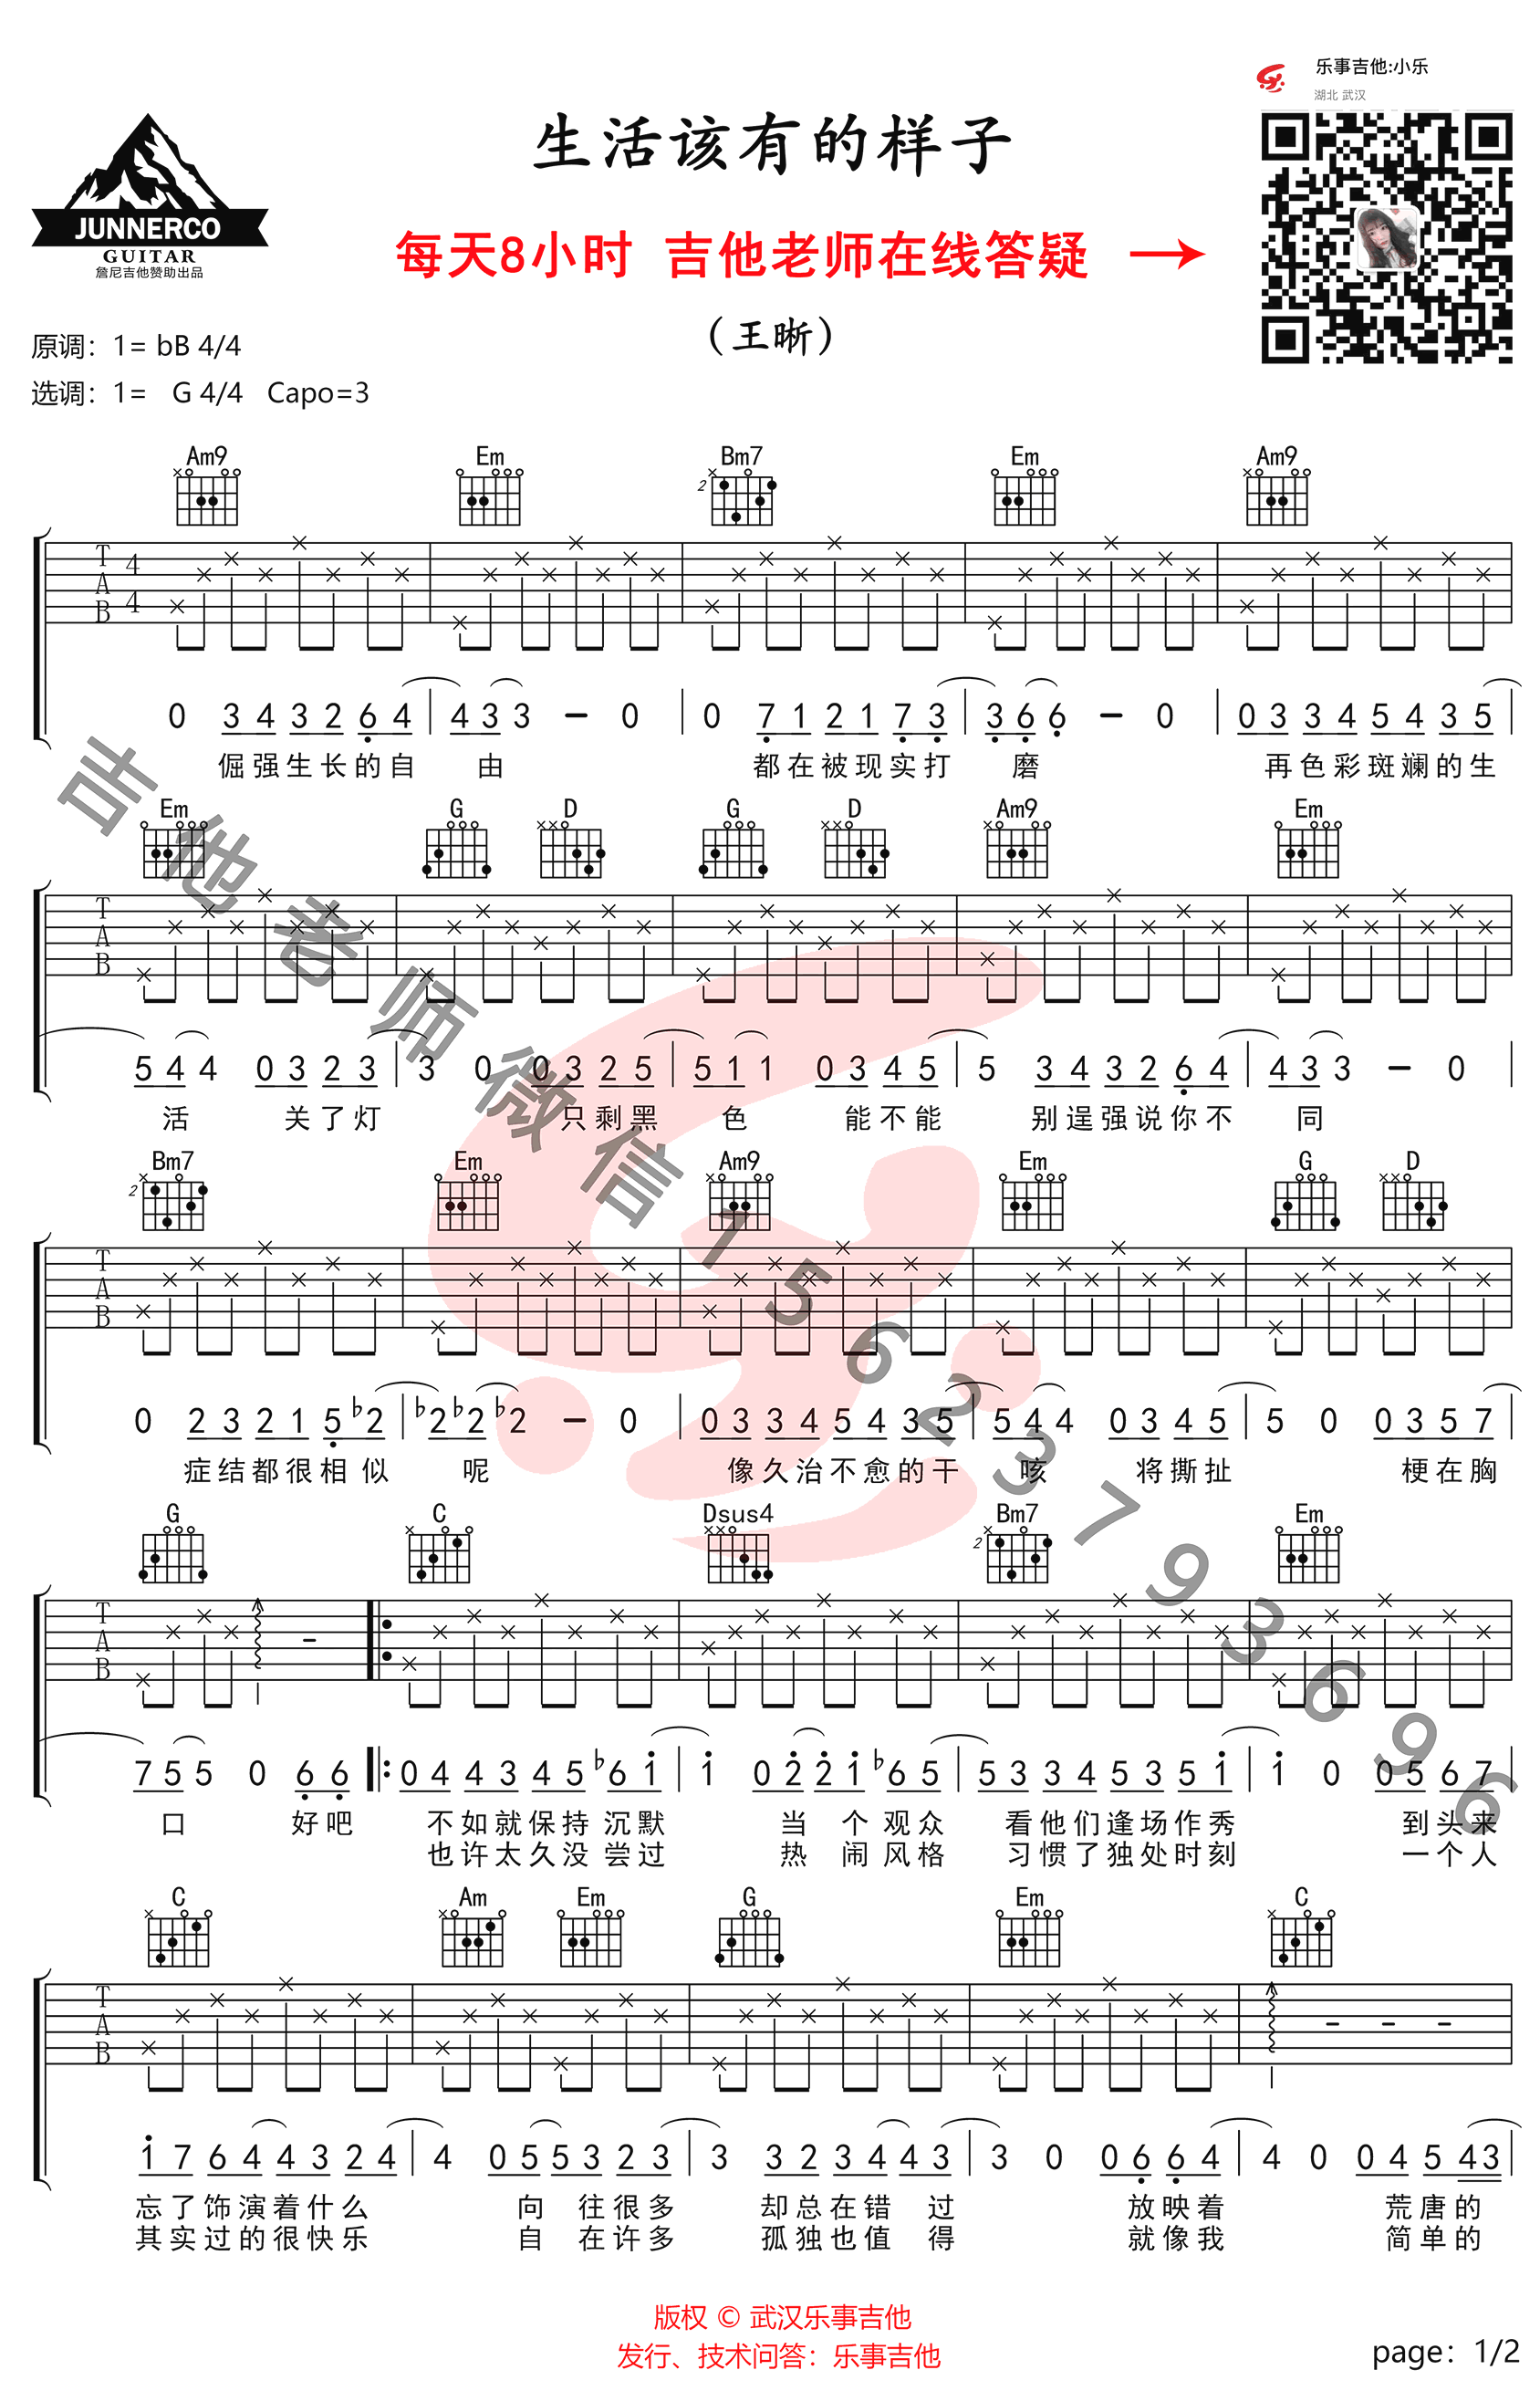 乐事吉他:小乐
湖北 武汉
生活该有的样子
JUNNERCO
GUITAR
詹尼吉他赞助出品
每天8小时 吉他老师在线答疑 →
（王晰）
原调：1= bB 4/4
选调：1= G 4/4 Capo=3
Am9 Em Bm7 Em Am9
2
T A B 4 4
0 3 4 3 2 6 4 | 4 3 3 – 0 | 0 7 1 2 1 7 3 | 3 6 6 – 0 | 0 3 3 4 5 4 3 5 |
倔强生长的自 由 都在被现实打 磨 再色彩斑斓的生
Em G D G D Am9 Em
T A B
5 4 4 0 3 2 3 | 3 0 0 3 2 5 | 5 1 1 0 3 4 5 | 5 3 4 3 2 6 4 | 4 3 3 – 0 |
活 关了灯 只剩黑 色 能不能 别逞强说你不 同
Bm7 Em Am9 Em G D
2
T A B
0 2 3 2 1 5 ♭2 | ♭2 ♭2 ♭2 – 0 | 0 3 3 4 5 4 3 5 | 5 4 4 0 3 4 5 | 5 0 0 3 5 7 |
症结都很相似 呢 像久治不愈的干 咳 将撕扯 梗在胸
G C Dsus4 Bm7 Em
2
T A B
7 5 5 0 6 6 |: 0 4 4 3 4 5 ♭6 1 | 1 0 2 2 1 ♭6 5 | 5 3 3 4 5 3 5 1 | 1 0 0 5 6 7 |
口 好吧 不如就保持沉默 当 个观众 看他们逢场作秀 到头来
也许太久没尝过 热 闹风格 习惯了独处时刻 一个人
C Am Em G Em C
T A B
1 7 6 4 4 3 2 4 | 4 0 5 5 3 2 3 | 3 3 2 3 4 4 3 | 3 0 0 6 6 4 | 4 0 0 4 5 4 3 |
忘了饰演着什么 向 往很多 却总在错 过 放映着 荒唐的
其实过的很快乐 自 在许多 孤独也值 得 就像我 简单的
吉他老师微信15623793696
版权 © 武汉乐事吉他
发行、技术问答：乐事吉他
page：1/2